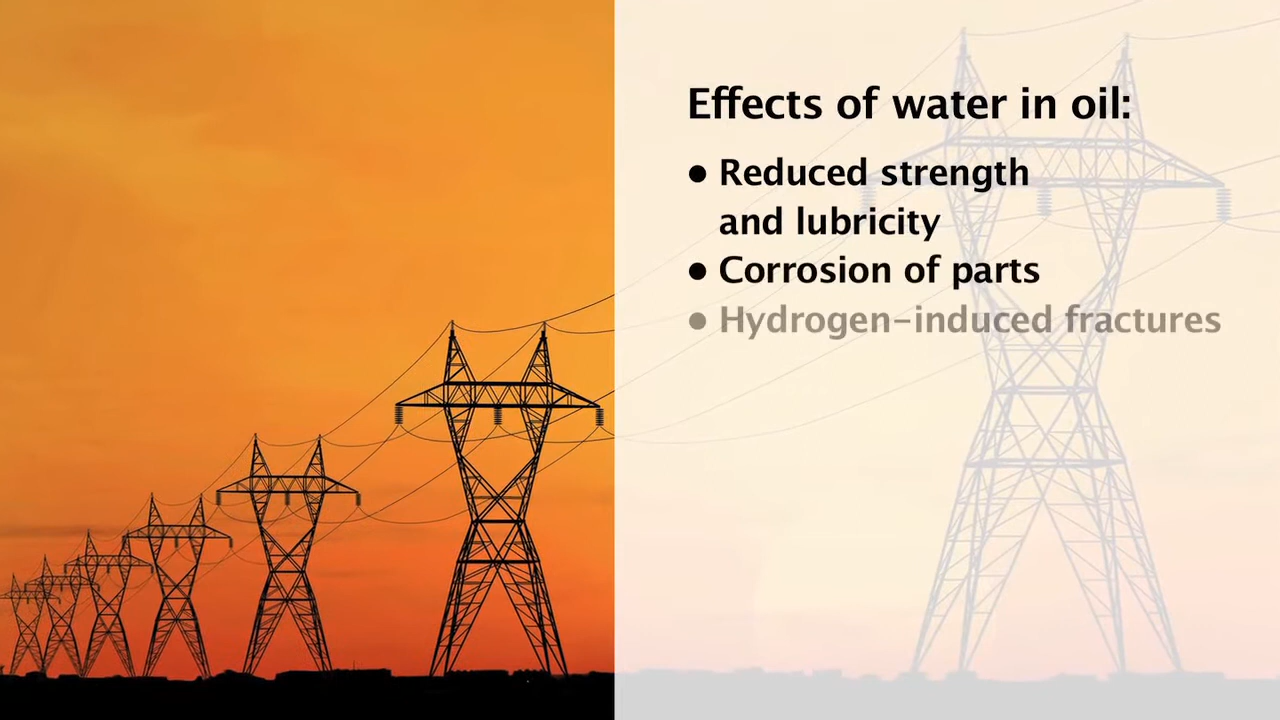 Effects of water in oil:
• Reduced strength
and lubricity
• Corrosion of parts
• Hydrogen-induced fractures